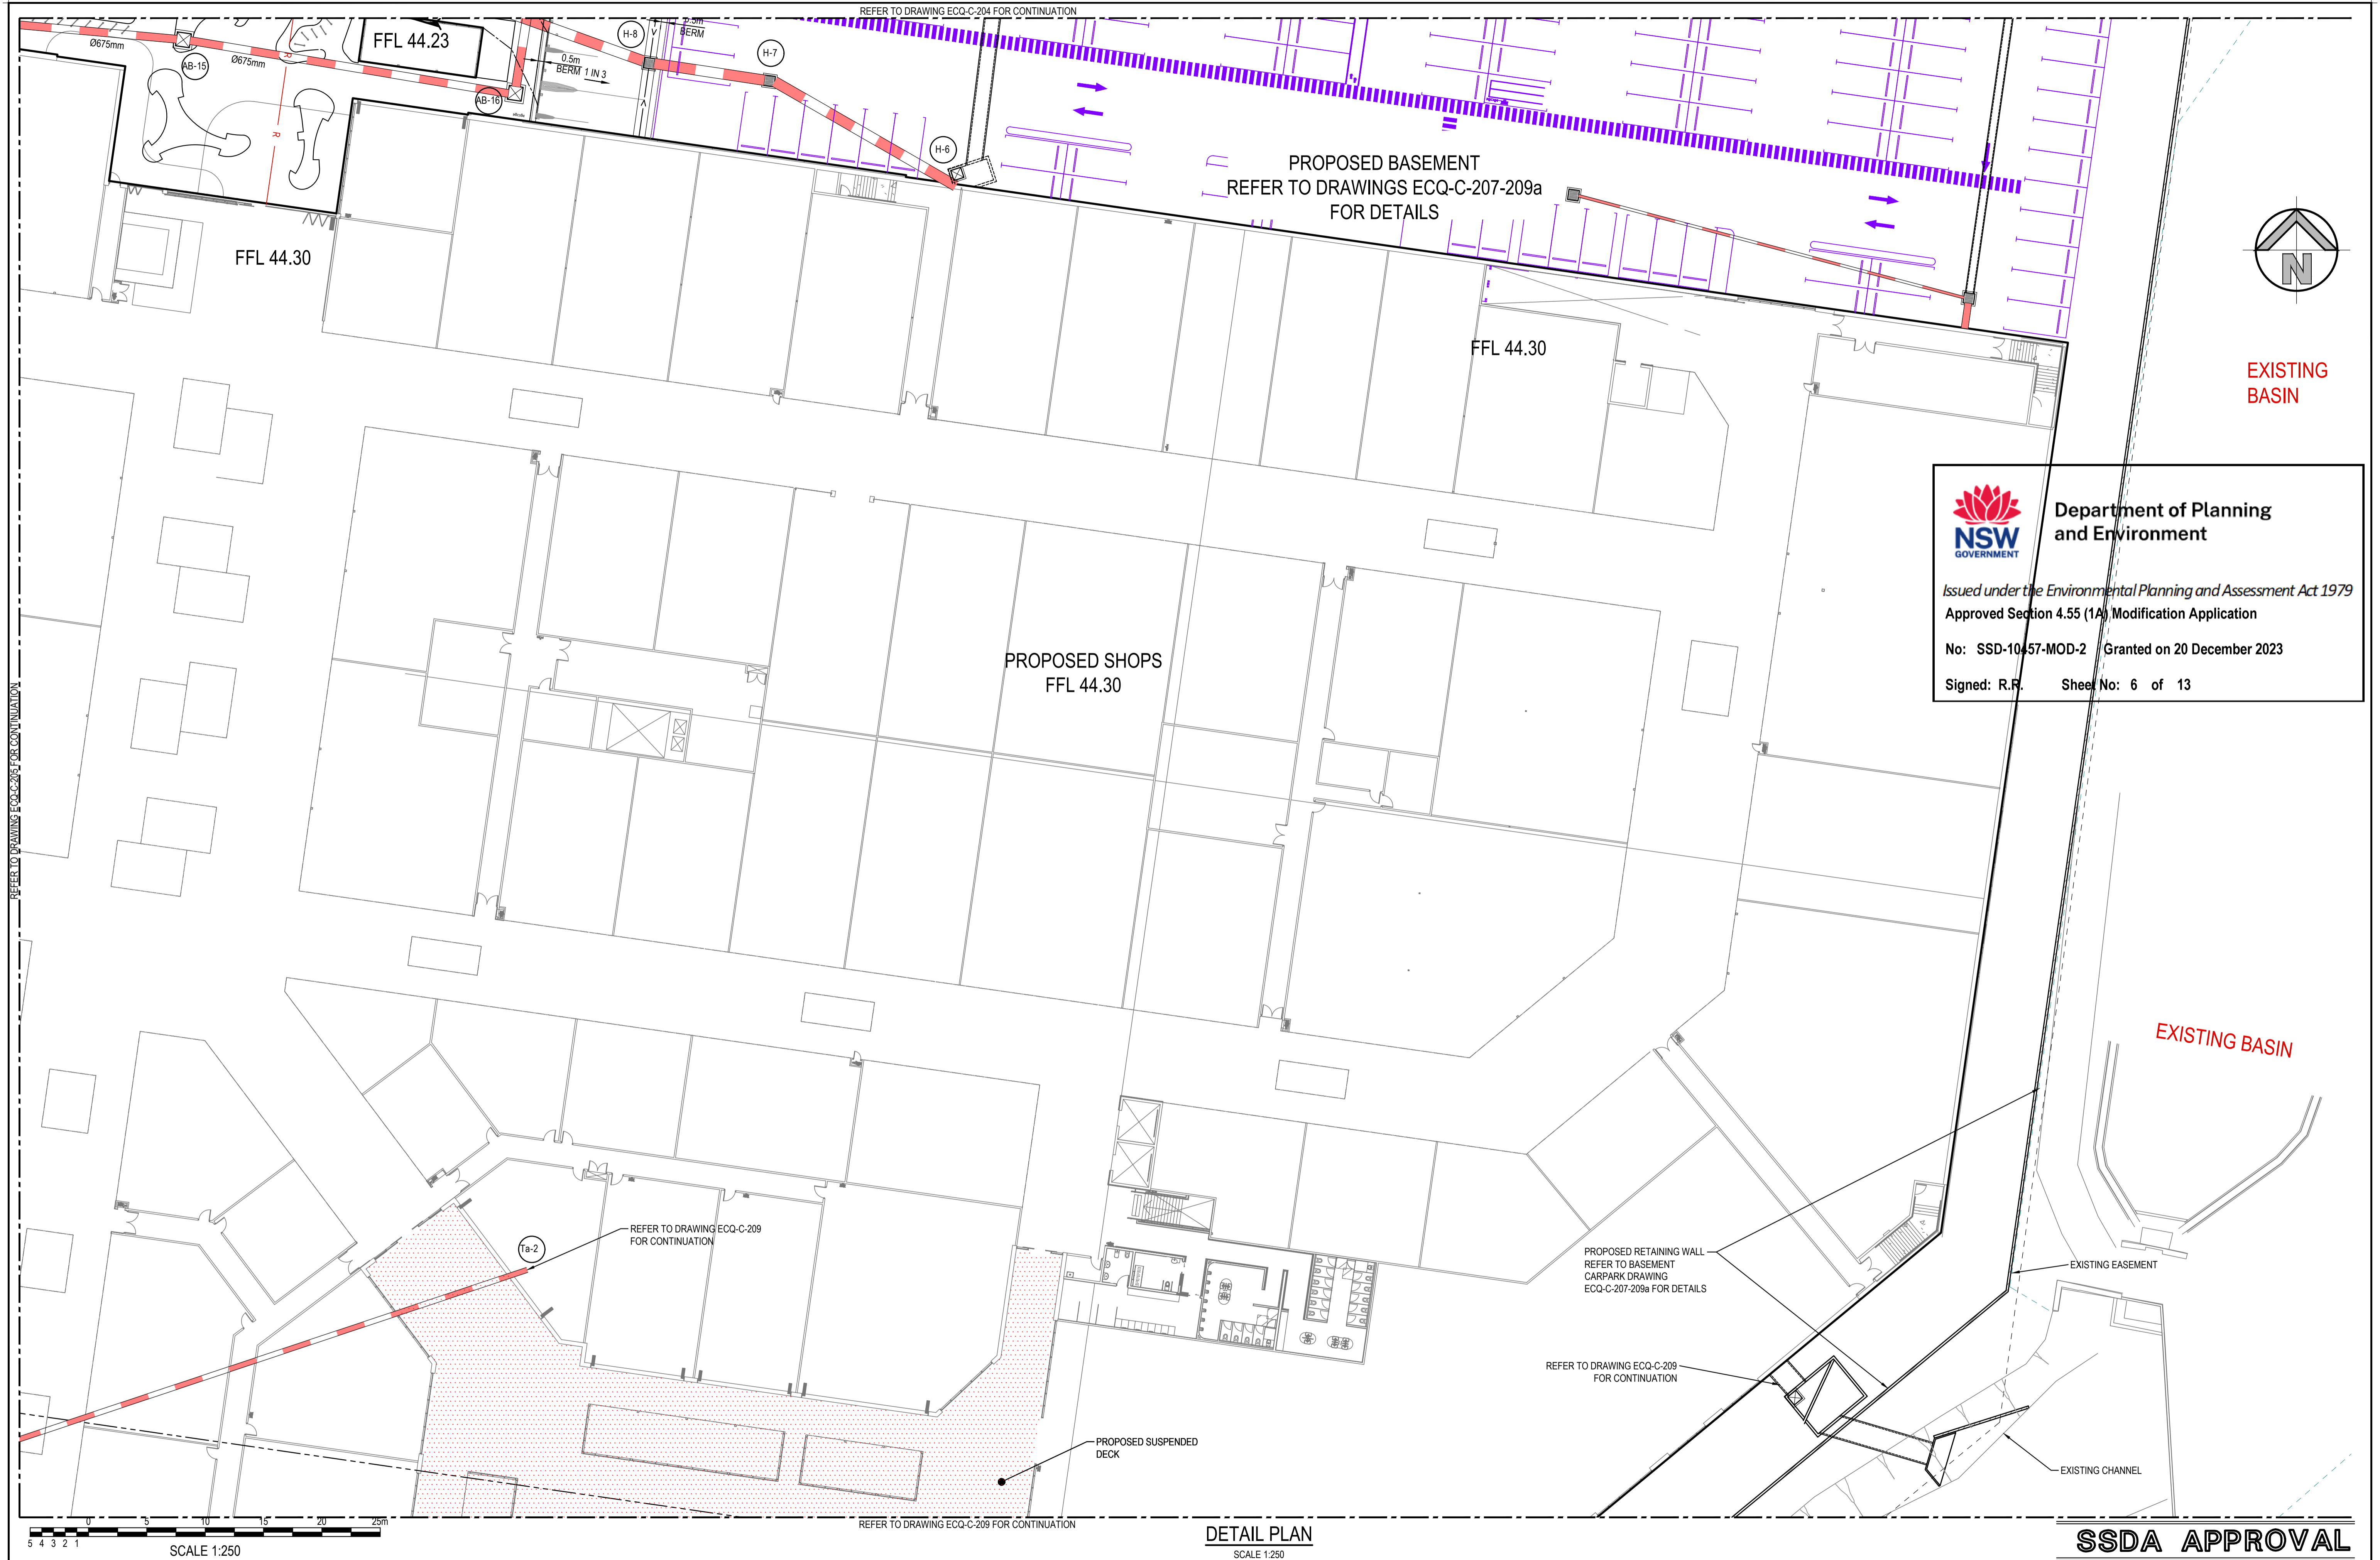 REFER TO DRAWING ECQ-C-204 FOR CONTINUATION
Ø675mm
AB-15
Ø675mm
R
R
FFL 44.23
AB-16
0.5m
BERM 1 IN 3
H-8
0.5m
BERM
H-7
H-6
PROPOSED BASEMENT
REFER TO DRAWINGS ECQ-C-207-209a
FOR DETAILS
N
FFL 44.30
FFL 44.30
EXISTING
BASIN
NSW
GOVERNMENT
Department of Planning
and Environment
Issued under the Environmental Planning and Assessment Act 1979
Approved Section 4.55 (1A) Modification Application
No: SSD-10457-MOD-2 Granted on 20 December 2023
Signed: R.R. Sheet No: 6 of 13
PROPOSED SHOPS
FFL 44.30
REFER TO DRAWING ECQ-C-205 FOR CONTINUATION
EXISTING BASIN
Ta-2
REFER TO DRAWING ECQ-C-209
FOR CONTINUATION
PROPOSED RETAINING WALL
REFER TO BASEMENT
CARPARK DRAWING
ECQ-C-207-209a FOR DETAILS
EXISTING EASEMENT
REFER TO DRAWING ECQ-C-209
FOR CONTINUATION
PROPOSED SUSPENDED
DECK
EXISTING CHANNEL
REFER TO DRAWING ECQ-C-209 FOR CONTINUATION
0 5 10 15 20 25m
5 4 3 2 1
SCALE 1:250
DETAIL PLAN
SCALE 1:250
SSDA APPROVAL